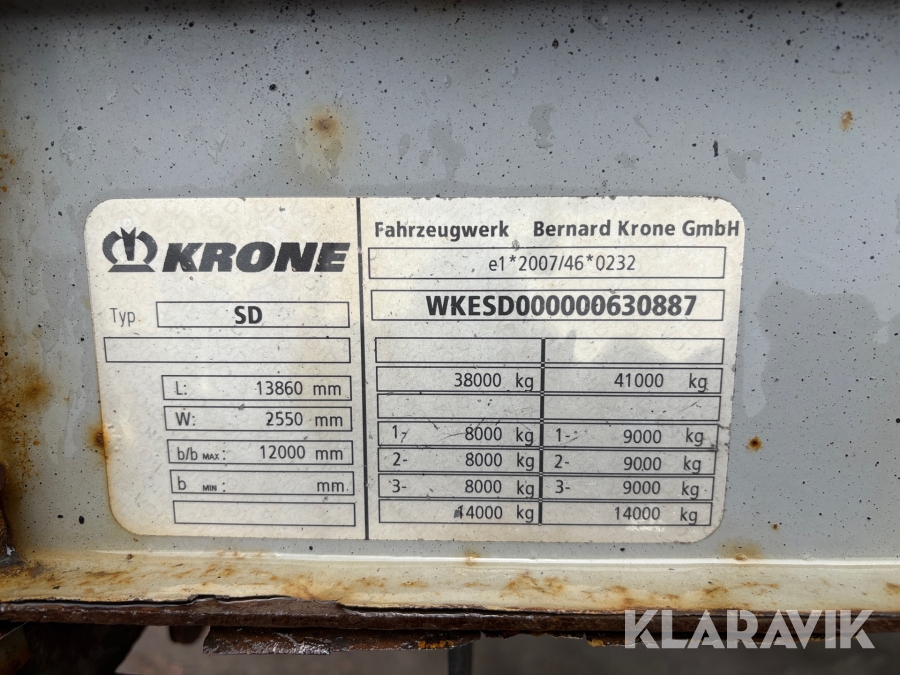 KRONE
Typ SD
L: 13860 mm
W: 2550 mm
b/b MAX: 12000 mm
b MIN: mm
Fahrzeugwerk Bernard Krone GmbH
e1*2007/46*0232
WKESD000000630887
38000 kg 41000 kg
1- 8000 kg 1- 9000 kg
2- 8000 kg 2- 9000 kg
3- 8000 kg 3- 9000 kg
14000 kg 14000 kg
KLARAVIK